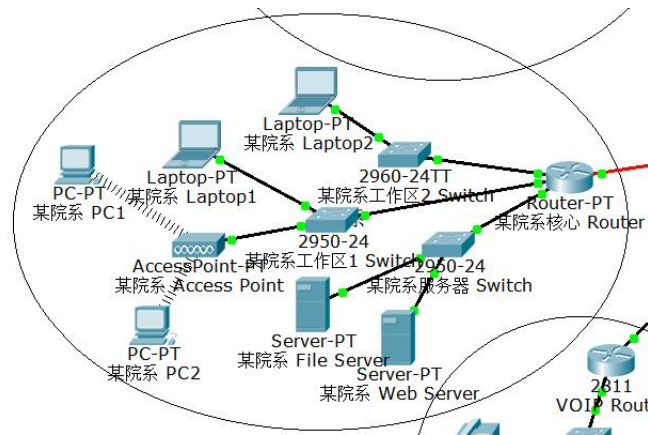 Laptop-PT
某院系 Laptop2
2960-24TT
某院系工作区2 Switch
Laptop-PT
某院系 Laptop1
PC-PT
某院系 PC1
Router-PT
某院系核心 Router
2950-24
某院系工作区1 Switch
AccessPoint-PT
某院系 Access Point
2950-24
某院系服务器 Switch
Server-PT
某院系 File Server
PC-PT
某院系 PC2
Server-PT
某院系 Web Server
2811
VOIP Rout